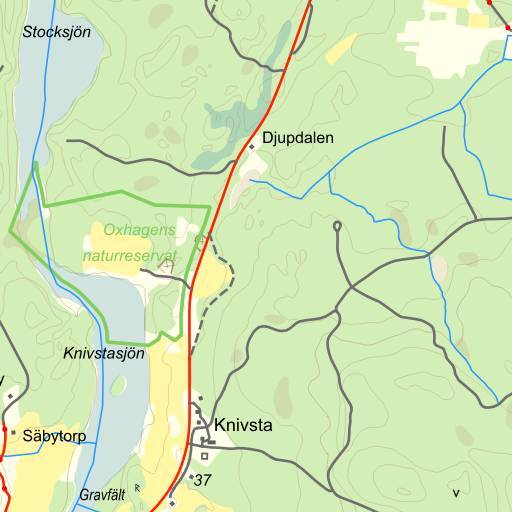 Stocksjön
Djupdalen
Oxhagens
naturreservat
Knivstasjön
Knivsta
Säbytorp
37
Gravfält
R
v